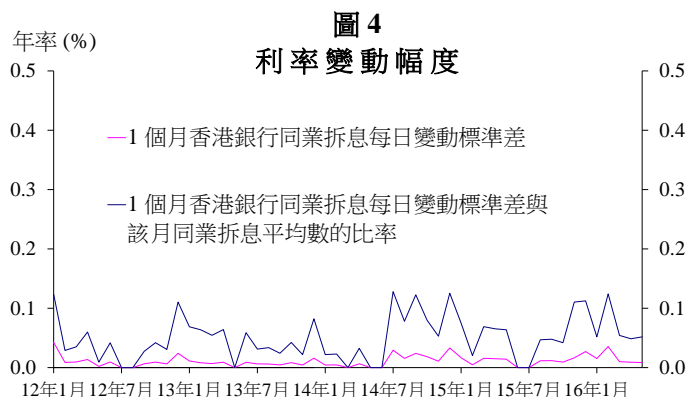 圖 4
年率 (%)
利率變動幅度
0.5 0.5
0.4 0.4
1 個月香港銀行同業拆息每日變動標準差
0.3 0.3
1 個月香港銀行同業拆息每日變動標準差與
該月同業拆息平均數的比率
0.2 0.2
0.1 0.1
0.0 0.0
12年1月 12年7月 13年1月 13年7月 14年1月 14年7月 15年1月 15年7月 16年1月